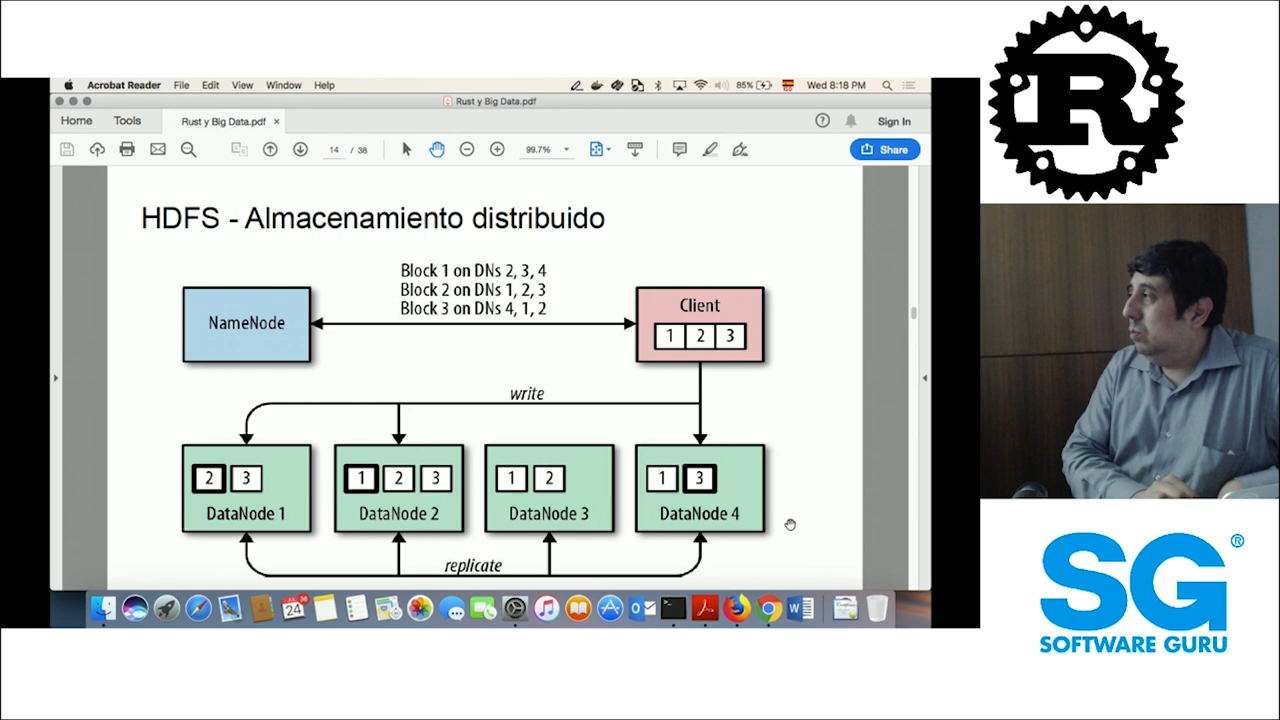 Acrobat Reader File Edit View Window Help 85% Wed 8:18 PM
Rust y Big Data.pdf
Home Tools Rust y Big Data.pdf × Sign In
14 / 38 99.7% Share
HDFS - Almacenamiento distribuido
Block 1 on DNs 2, 3, 4
Block 2 on DNs 1, 2, 3
Block 3 on DNs 4, 1, 2
NameNode
Client
1 2 3
write
2 3
DataNode 1
1 2 3
DataNode 2
1 2
DataNode 3
1 3
DataNode 4
replicate
24
R
SG®
SOFTWARE GURU